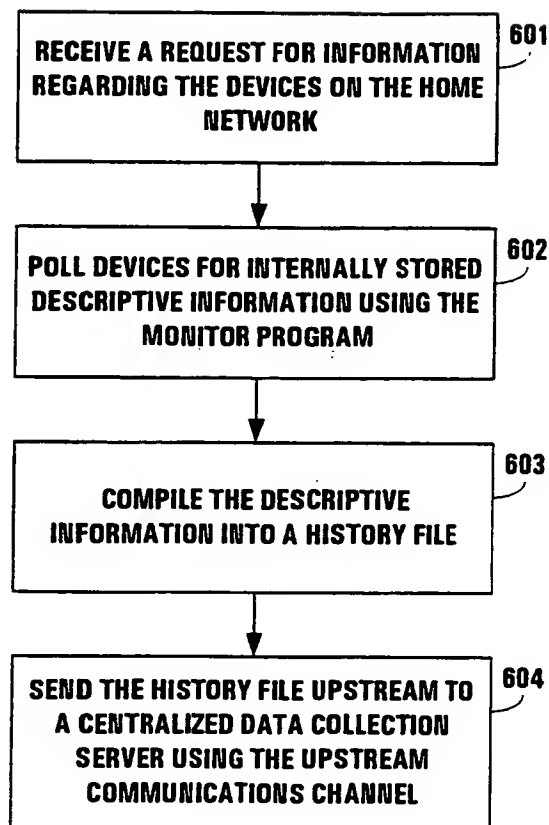 RECEIVE A REQUEST FOR INFORMATION
REGARDING THE DEVICES ON THE HOME
NETWORK
601
POLL DEVICES FOR INTERNALLY STORED
DESCRIPTIVE INFORMATION USING THE
MONITOR PROGRAM
602
COMPILE THE DESCRIPTIVE
INFORMATION INTO A HISTORY FILE
603
SEND THE HISTORY FILE UPSTREAM TO
A CENTRALIZED DATA COLLECTION
SERVER USING THE UPSTREAM
COMMUNICATIONS CHANNEL
604